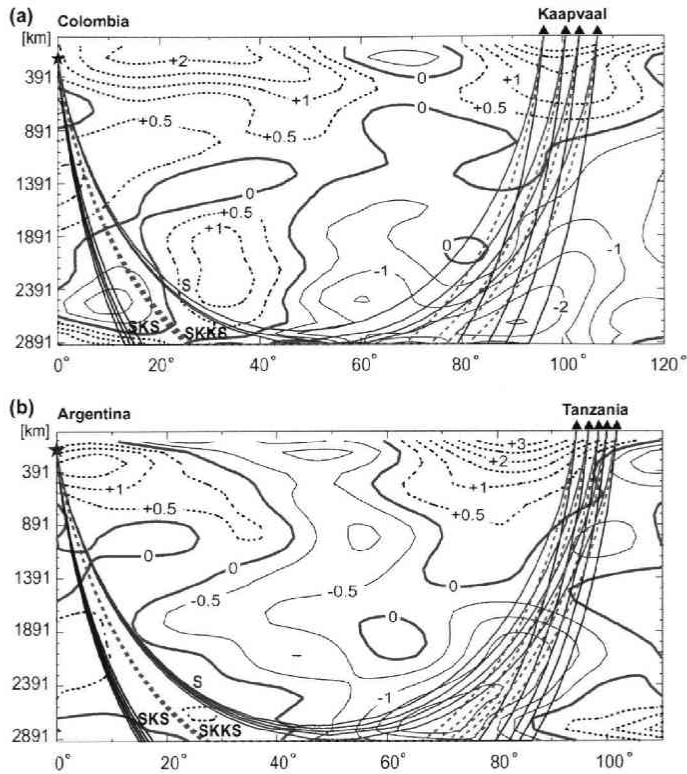 (a)
Colombia
Kaapvaal
[km]
391
891
1391
1891
2391
2891
+2
+1
+0.5
+0.5
0
0
+1
+0.5
0
+0.5
+1
0
-1
-1
-2
S
SKS
SKKS
0° 20° 40° 60° 80° 100° 120°
(b)
Argentina
Tanzania
[km]
391
891
1391
1891
2391
2891
+1
+0.5
0
0
-0.5
-0.5
+3
+2
+1
+0.5
0
0
-1
S
SKS
SKKS
0° 20° 40° 60° 80° 100°